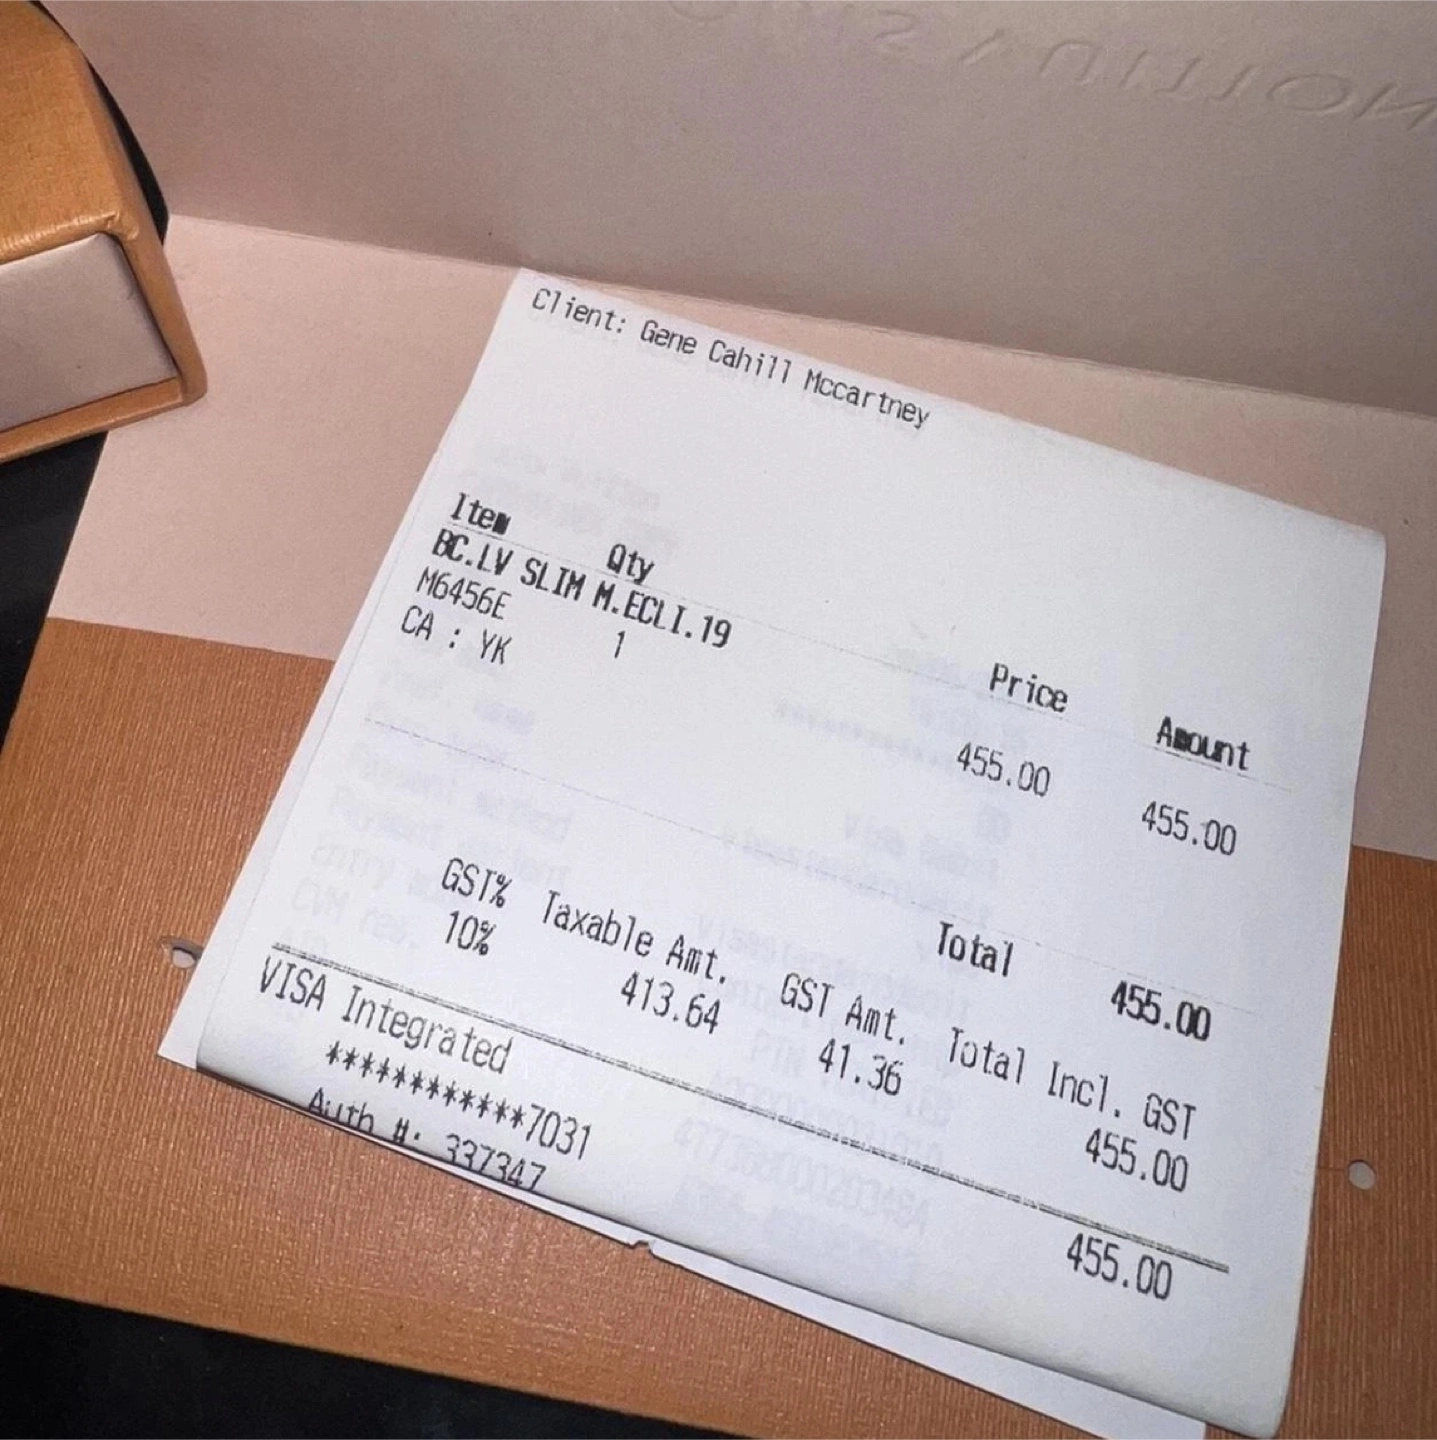 LOUIS VUITTON
Client: Gene Cahill Mccartney
Item Qty Price Amount
BC.LV SLIM M.ECLI.19
M6456E 1 455.00 455.00
CA : YK
Total 455.00
GST% Taxable Amt. GST Amt. Total Incl. GST
10% 413.64 41.36 455.00
VISA Integrated 455.00
************7031
Auth #: 337347